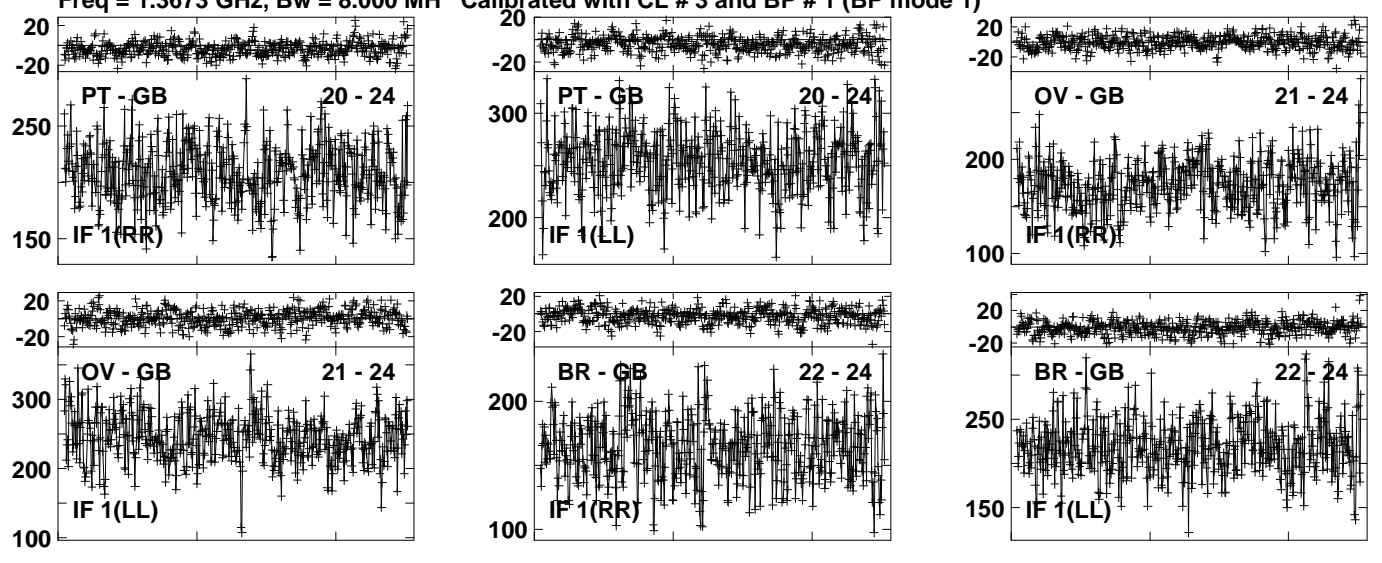 Freq = 1.3673 GHz, Bw = 8.000 MH Calibrated with CL # 3 and BP # 1 (BP mode 1)
20
-20
PT - GB 20 - 24
250
150
IF 1(RR)
20
-20
PT - GB 20 - 24
300
200
IF 1(LL)
20
-20
OV - GB 21 - 24
200
100
IF 1(RR)
20
-20
OV - GB 21 - 24
300
200
100
IF 1(LL)
20
-20
BR - GB 22 - 24
200
100
IF 1(RR)
20
-20
BR - GB 22 - 24
250
150
IF 1(LL)